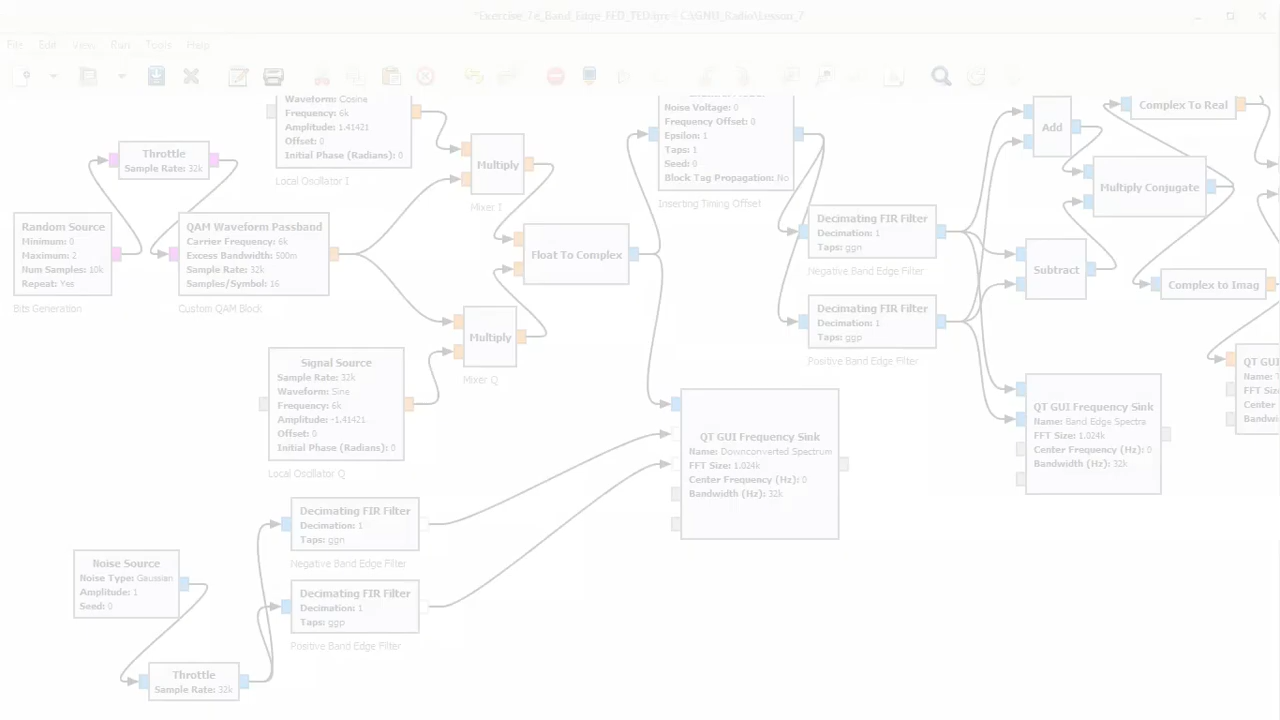 *Exercise_7e_Band_Edge_FED_TED.grc - C:\GNU_Radio\Lesson_7
File Edit View Run Tools Help
Waveform: Cosine
Frequency: 6k
Amplitude: 1.41421
Offset: 0
Initial Phase (Radians): 0
Local Oscillator I
Throttle
Sample Rate: 32k
Random Source
Minimum: 0
Maximum: 2
Num Samples: 10k
Repeat: Yes
Bits Generation
QAM Waveform Passband
Carrier Frequency: 6k
Excess Bandwidth: 500m
Sample Rate: 32k
Samples/Symbol: 16
Custom QAM Block
Multiply
Mixer I
Float To Complex
Multiply
Mixer Q
Signal Source
Sample Rate: 32k
Waveform: Sine
Frequency: 6k
Amplitude: -1.41421
Offset: 0
Initial Phase (Radians): 0
Local Oscillator Q
Noise Voltage: 0
Frequency Offset: 0
Epsilon: 1
Taps: 1
Seed: 0
Block Tag Propagation: No
Inserting Timing Offset
Decimating FIR Filter
Decimation: 1
Taps: ggn
Negative Band Edge Filter
Decimating FIR Filter
Decimation: 1
Taps: ggp
Positive Band Edge Filter
Add
Subtract
Complex To Real
Multiply Conjugate
Complex to Imag
QT GUI Frequency Sink
Name: Band Edge Spectra
FFT Size: 1.024k
Center Frequency (Hz): 0
Bandwidth (Hz): 32k
QT GUI
Name: T
FFT Siz
Center
Bandwi
QT GUI Frequency Sink
Name: Downconverted Spectrum
FFT Size: 1.024k
Center Frequency (Hz): 0
Bandwidth (Hz): 32k
Decimating FIR Filter
Decimation: 1
Taps: ggn
Negative Band Edge Filter
Decimating FIR Filter
Decimation: 1
Taps: ggp
Positive Band Edge Filter
Noise Source
Noise Type: Gaussian
Amplitude: 1
Seed: 0
Throttle
Sample Rate: 32k